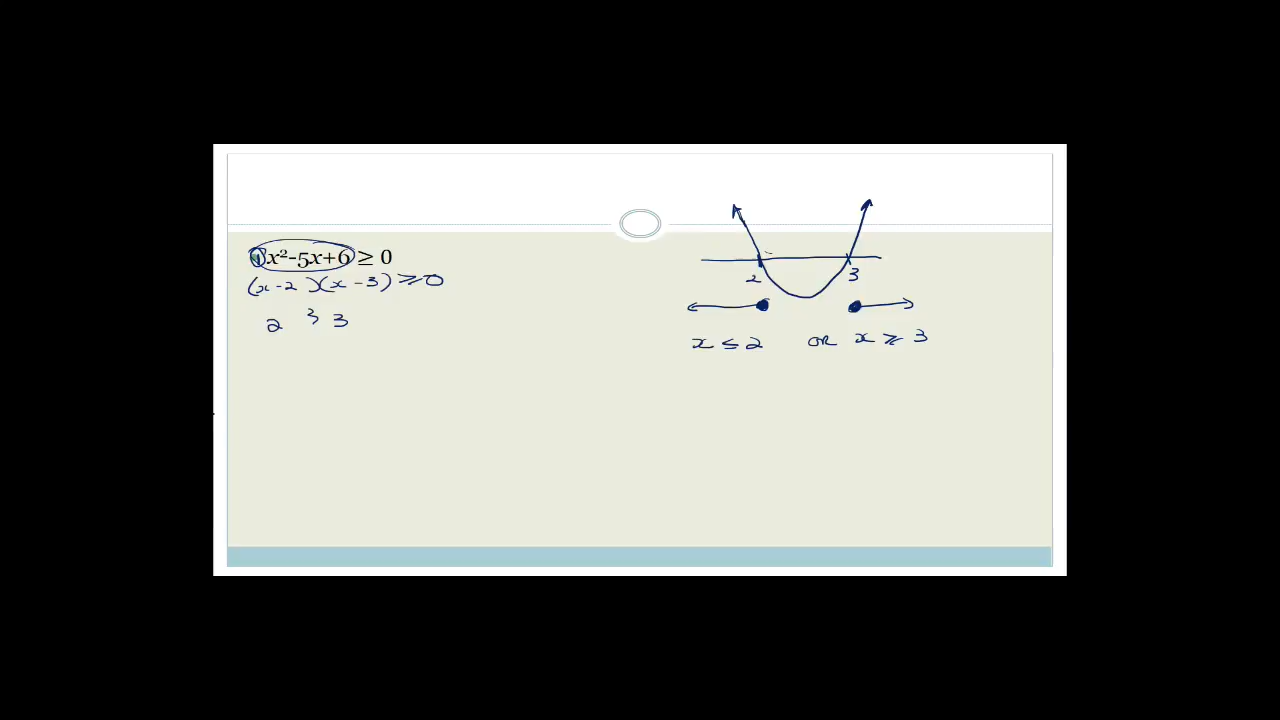 x²-5x+6 ≥ 0
(x-2)(x-3) ≥ 0
2 ; 3
2 3
x ≤ 2 OR x ≥ 3